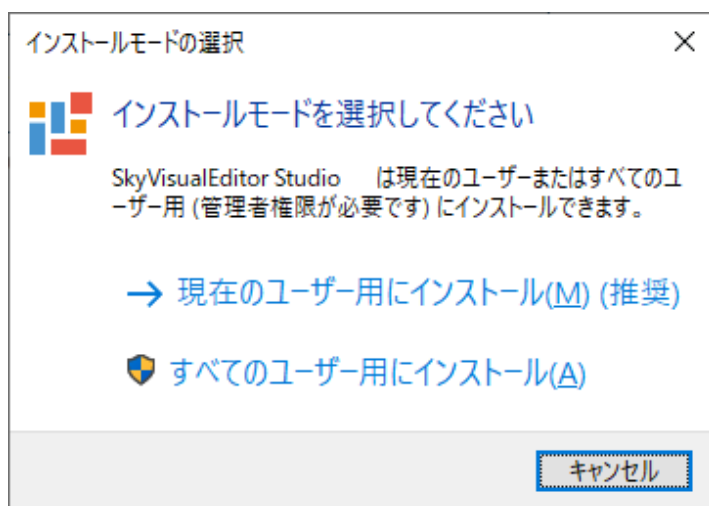 インストールモードの選択
インストールモードを選択してください
SkyVisualEditor Studio は現在のユーザーまたはすべてのユ
ーザー用 (管理者権限が必要です) にインストールできます。
→ 現在のユーザー用にインストール(M) (推奨)
すべてのユーザー用にインストール(A)
キャンセル